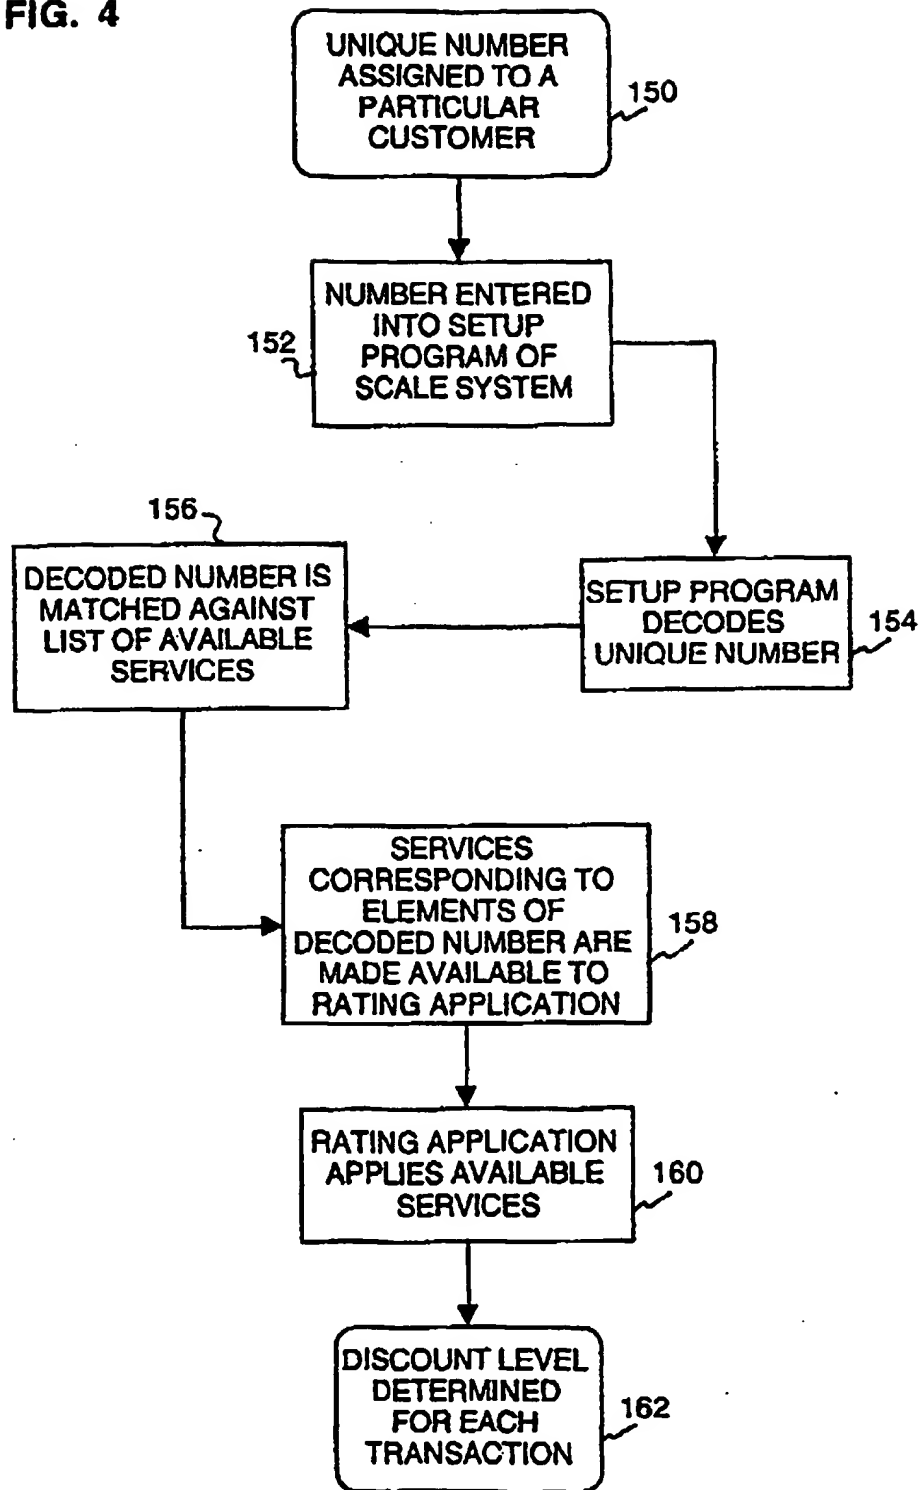 FIG. 4
UNIQUE NUMBER
ASSIGNED TO A
PARTICULAR
CUSTOMER
150
NUMBER ENTERED
INTO SETUP
PROGRAM OF
SCALE SYSTEM
152
SETUP PROGRAM
DECODES
UNIQUE NUMBER
154
156
DECODED NUMBER IS
MATCHED AGAINST
LIST OF AVAILABLE
SERVICES
SERVICES
CORRESPONDING TO
ELEMENTS OF
DECODED NUMBER ARE
MADE AVAILABLE TO
RATING APPLICATION
158
RATING APPLICATION
APPLIES AVAILABLE
SERVICES
160
DISCOUNT LEVEL
DETERMINED
FOR EACH
TRANSACTION
162